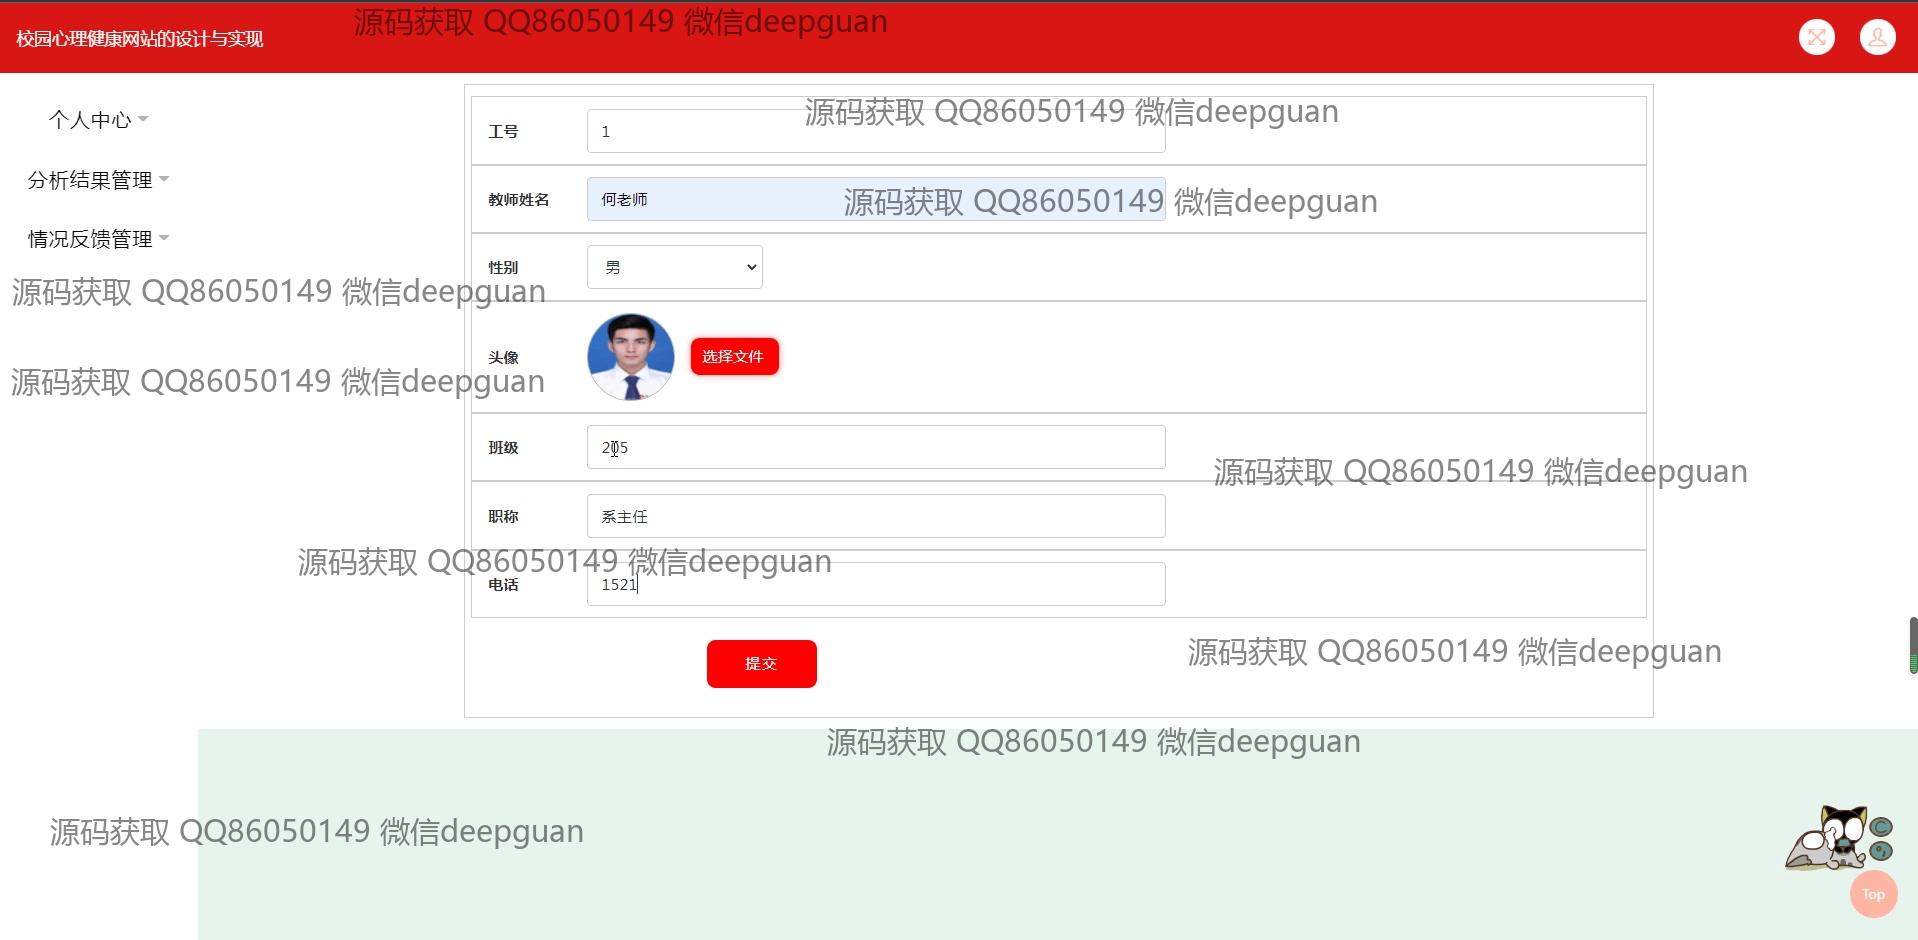 源码获取 QQ86050149 微信deepguan
校园心理健康网站的设计与实现
个人中心
分析结果管理
情况反馈管理
源码获取 QQ86050149 微信deepguan
工号 1
源码获取 QQ86050149 微信deepguan
教师姓名 何老师
性别 男
源码获取 QQ86050149 微信deepguan
头像 选择文件
源码获取 QQ86050149 微信deepguan
班级 205
源码获取 QQ86050149 微信deepguan
职称 系主任
源码获取 QQ86050149 微信deepguan
电话 1521
源码获取 QQ86050149 微信deepguan
提交
源码获取 QQ86050149 微信deepguan
源码获取 QQ86050149 微信deepguan
C
Top